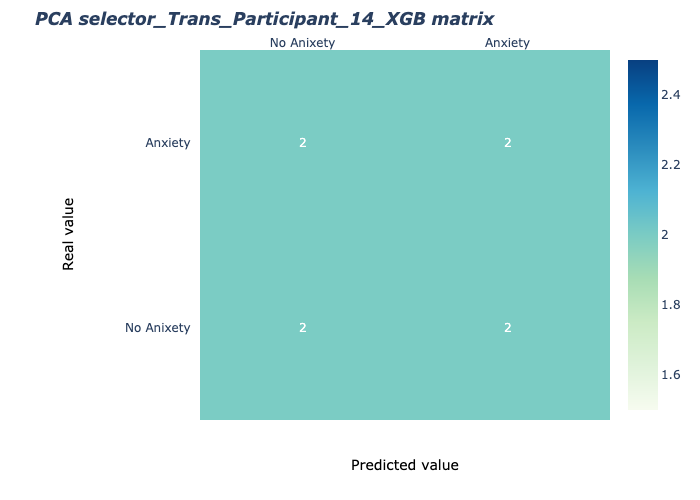 PCA selector_Trans_Participant_14_XGB matrix
No Anixety Anxiety
2.4
Anxiety 2 2
2.2
Real value
2
1.8
No Anixety 2 2
1.6
Predicted value